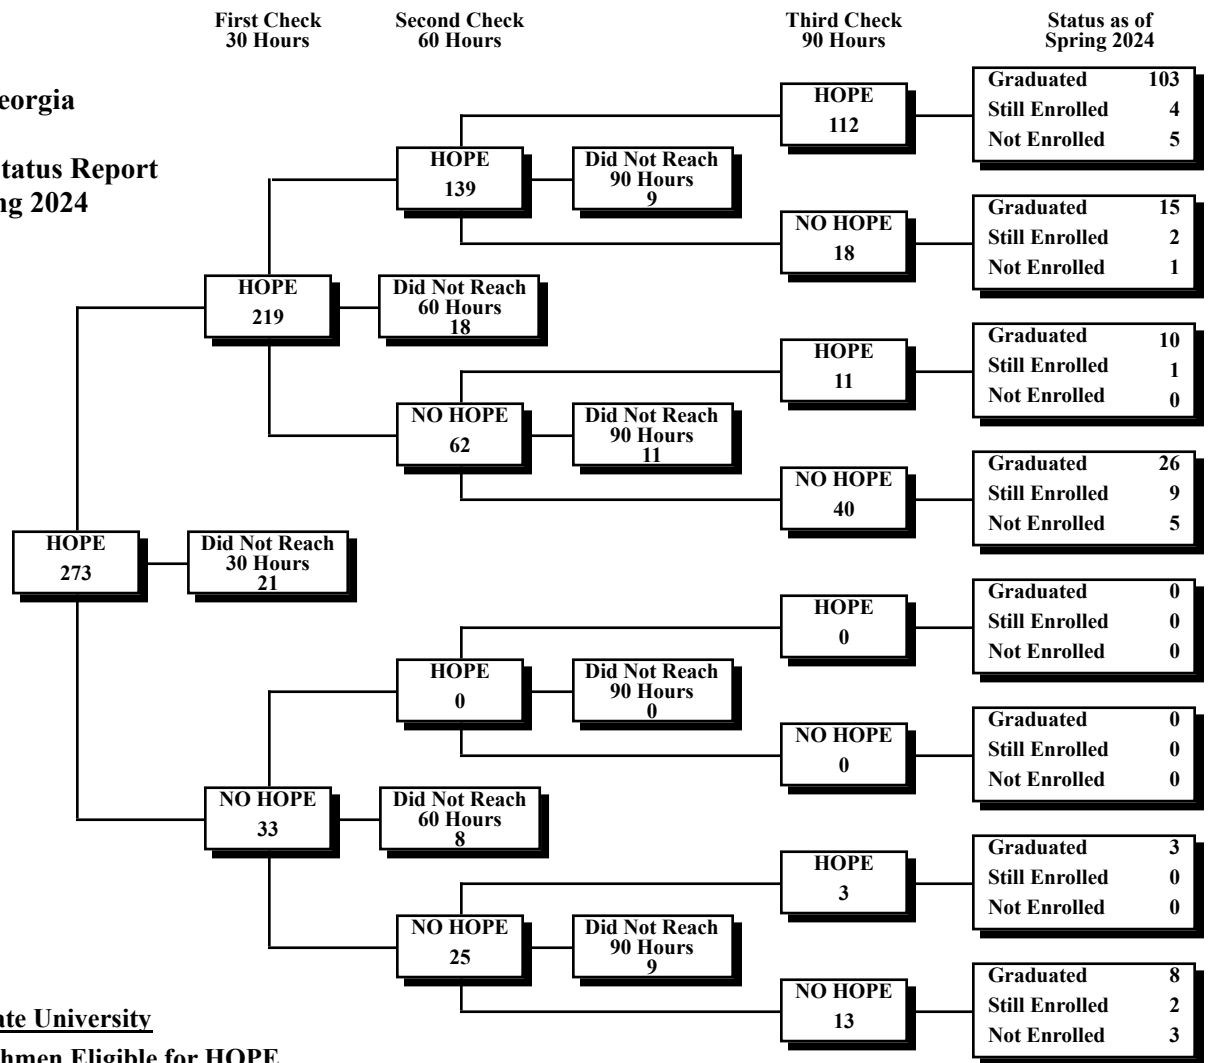 First Check
30 Hours
Second Check
60 Hours
Third Check
90 Hours
Status as of
Spring 2024
HOPE
112
Graduated 103
Still Enrolled 4
Not Enrolled 5
HOPE
139
Did Not Reach
90 Hours
9
NO HOPE
18
Graduated 15
Still Enrolled 2
Not Enrolled 1
HOPE
219
Did Not Reach
60 Hours
18
HOPE
11
Graduated 10
Still Enrolled 1
Not Enrolled 0
NO HOPE
62
Did Not Reach
90 Hours
11
NO HOPE
40
Graduated 26
Still Enrolled 9
Not Enrolled 5
HOPE
273
Did Not Reach
30 Hours
21
HOPE
0
Graduated 0
Still Enrolled 0
Not Enrolled 0
HOPE
0
Did Not Reach
90 Hours
0
NO HOPE
0
Graduated 0
Still Enrolled 0
Not Enrolled 0
NO HOPE
33
Did Not Reach
60 Hours
8
HOPE
3
Graduated 3
Still Enrolled 0
Not Enrolled 0
NO HOPE
25
Did Not Reach
90 Hours
9
NO HOPE
13
Graduated 8
Still Enrolled 2
Not Enrolled 3
Report
2024
University
Eligible for HOPE